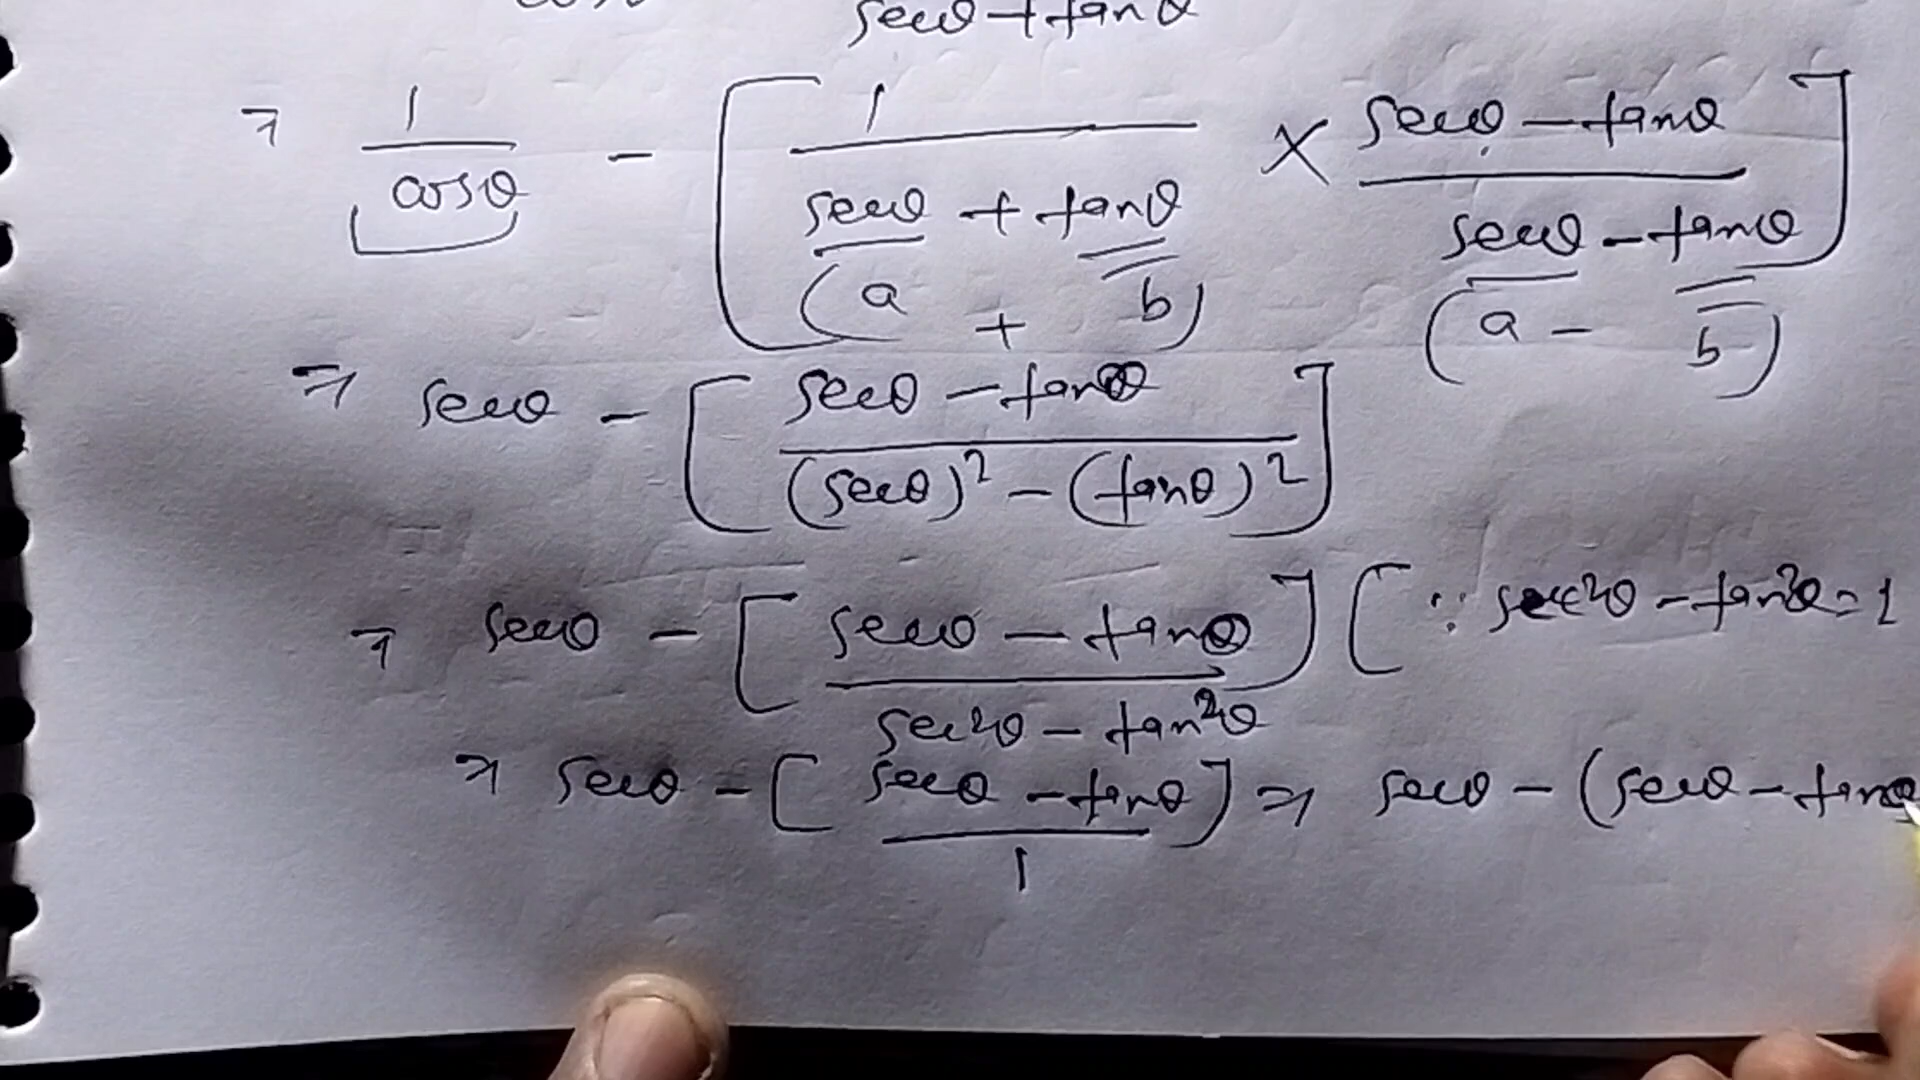 secθ + tanθ
⇒ 1/cosθ - [1/(secθ + tanθ) × (secθ - tanθ)/(secθ - tanθ)]
(a + b) (a - b)
⇒ secθ - [(secθ - tanθ)/((secθ)² - (tanθ)²)]
⇒ secθ - [(secθ - tanθ)/(sec²θ - tan²θ)] [∵ sec²θ - tan²θ = 1
⇒ secθ - [(secθ - tanθ)/1] ⇒ secθ - (secθ - tanθ